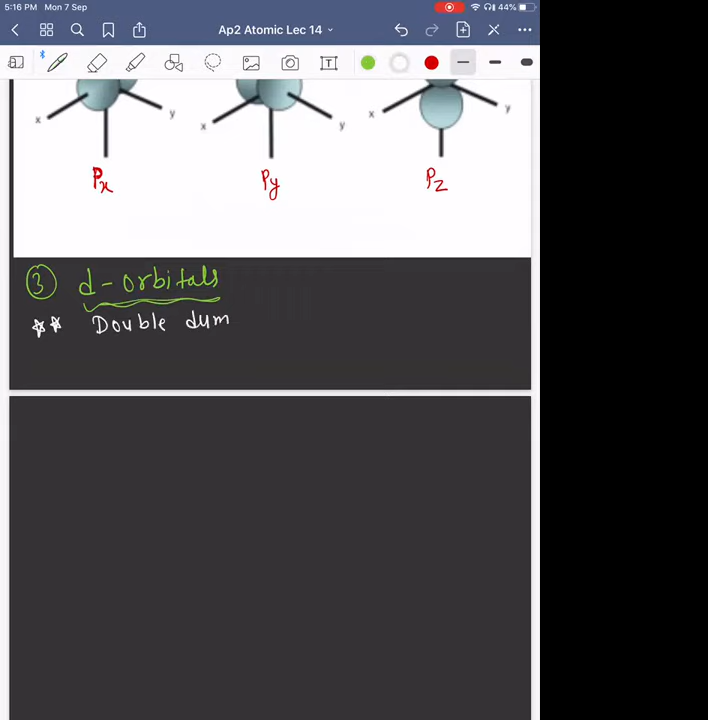 5:16 PM Mon 7 Sep 44%
Ap2 Atomic Lec 14
T
x y x y x y
Px Py Pz
③ d-orbitals
** Double dum